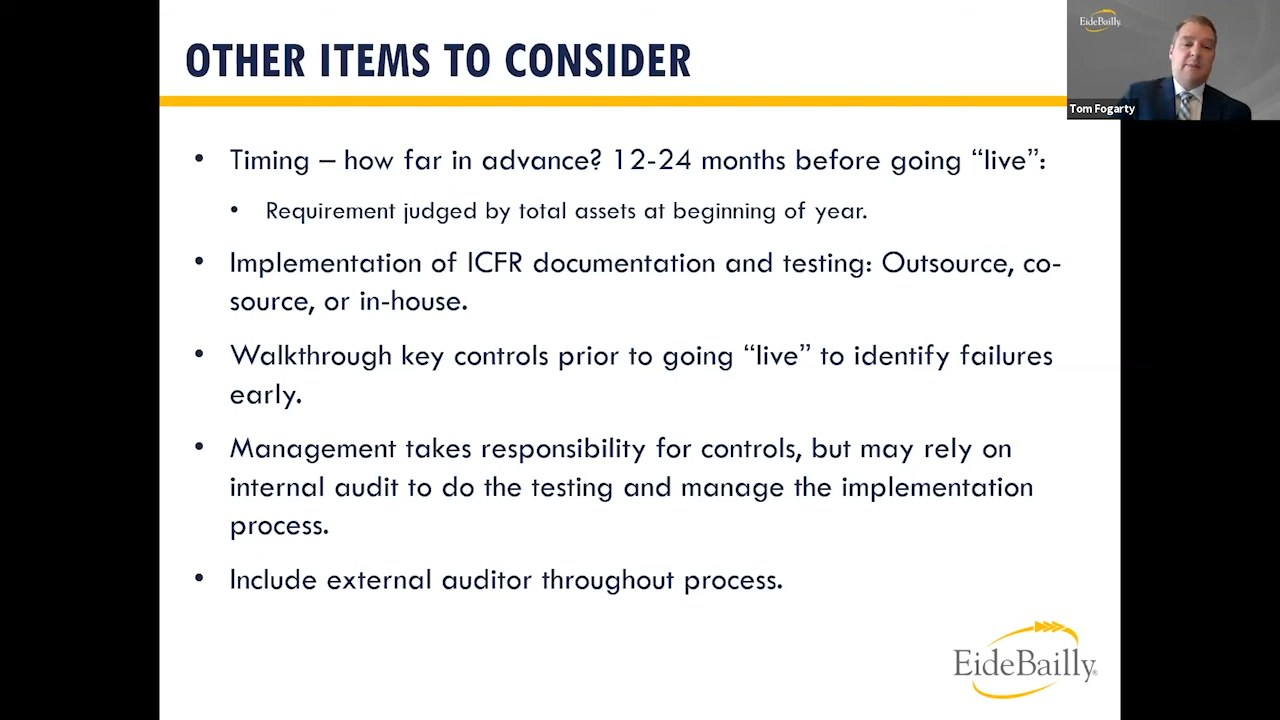 OTHER ITEMS TO CONSIDER
EideBailly.
Tom Fogarty
• Timing – how far in advance? 12-24 months before going “live”:
• Requirement judged by total assets at beginning of year.
• Implementation of ICFR documentation and testing: Outsource, co-
source, or in-house.
• Walkthrough key controls prior to going “live” to identify failures
early.
• Management takes responsibility for controls, but may rely on
internal audit to do the testing and manage the implementation
process.
• Include external auditor throughout process.
EideBailly®